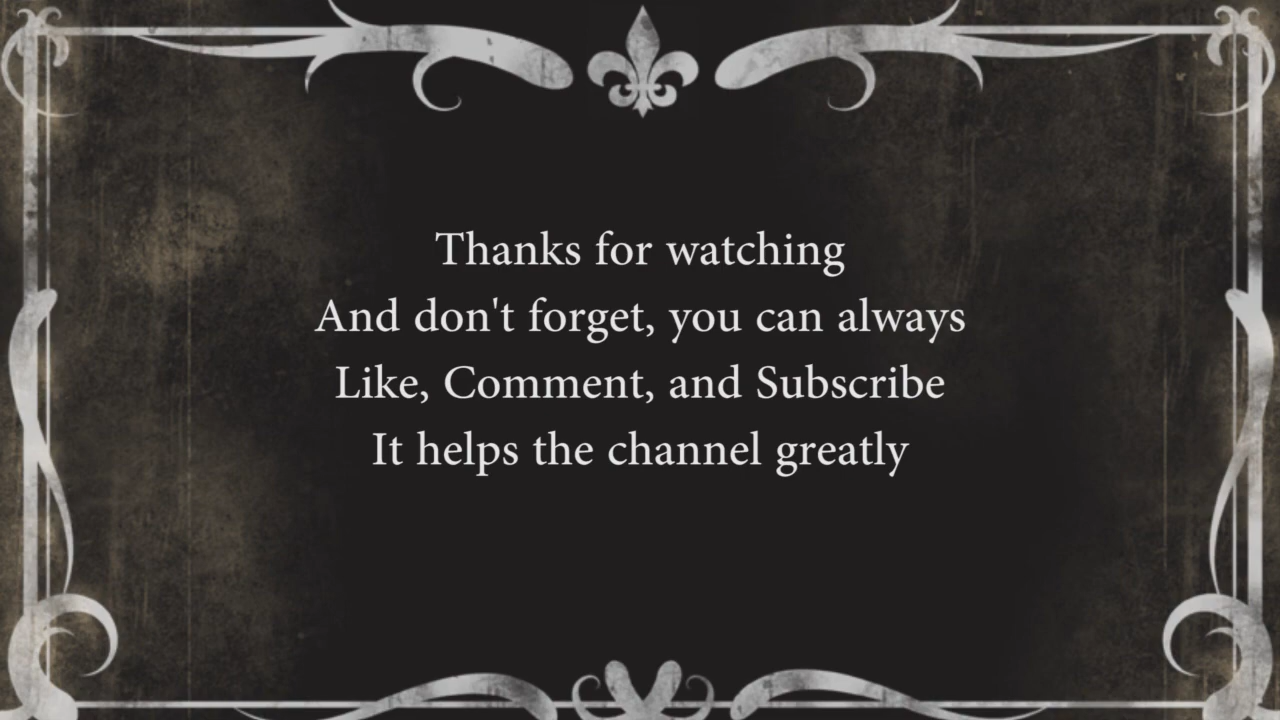 Thanks for watching
And don't forget, you can always
Like, Comment, and Subscribe
It helps the channel greatly